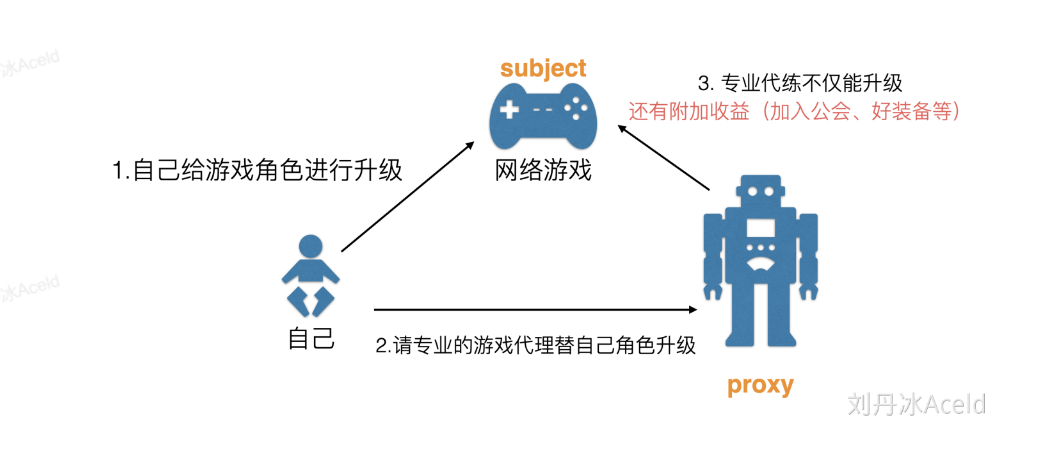 冰Aceld
subject
3. 专业代练不仅能升级
还有附加收益（加入公会、好装备等）
1.自己给游戏角色进行升级
网络游戏
冰Aceld
自己
2.请专业的游戏代理替自己角色升级
proxy
刘丹冰Aceld